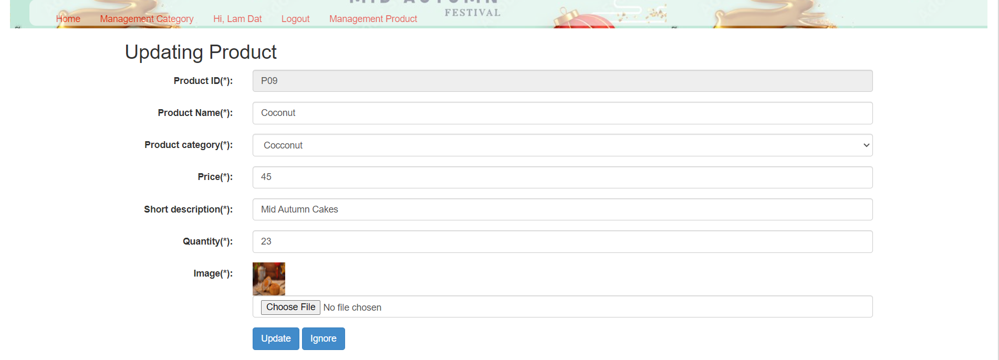 MID AUTUMN
FESTIVAL
Home Management Category Hi, Lam Dat Logout Management Product
Updating Product
Product ID(*): P09
Product Name(*): Coconut
Product category(*): Cocconut
Price(*): 45
Short description(*): Mid Autumn Cakes
Quantity(*): 23
Image(*):
Choose File No file chosen
Update Ignore